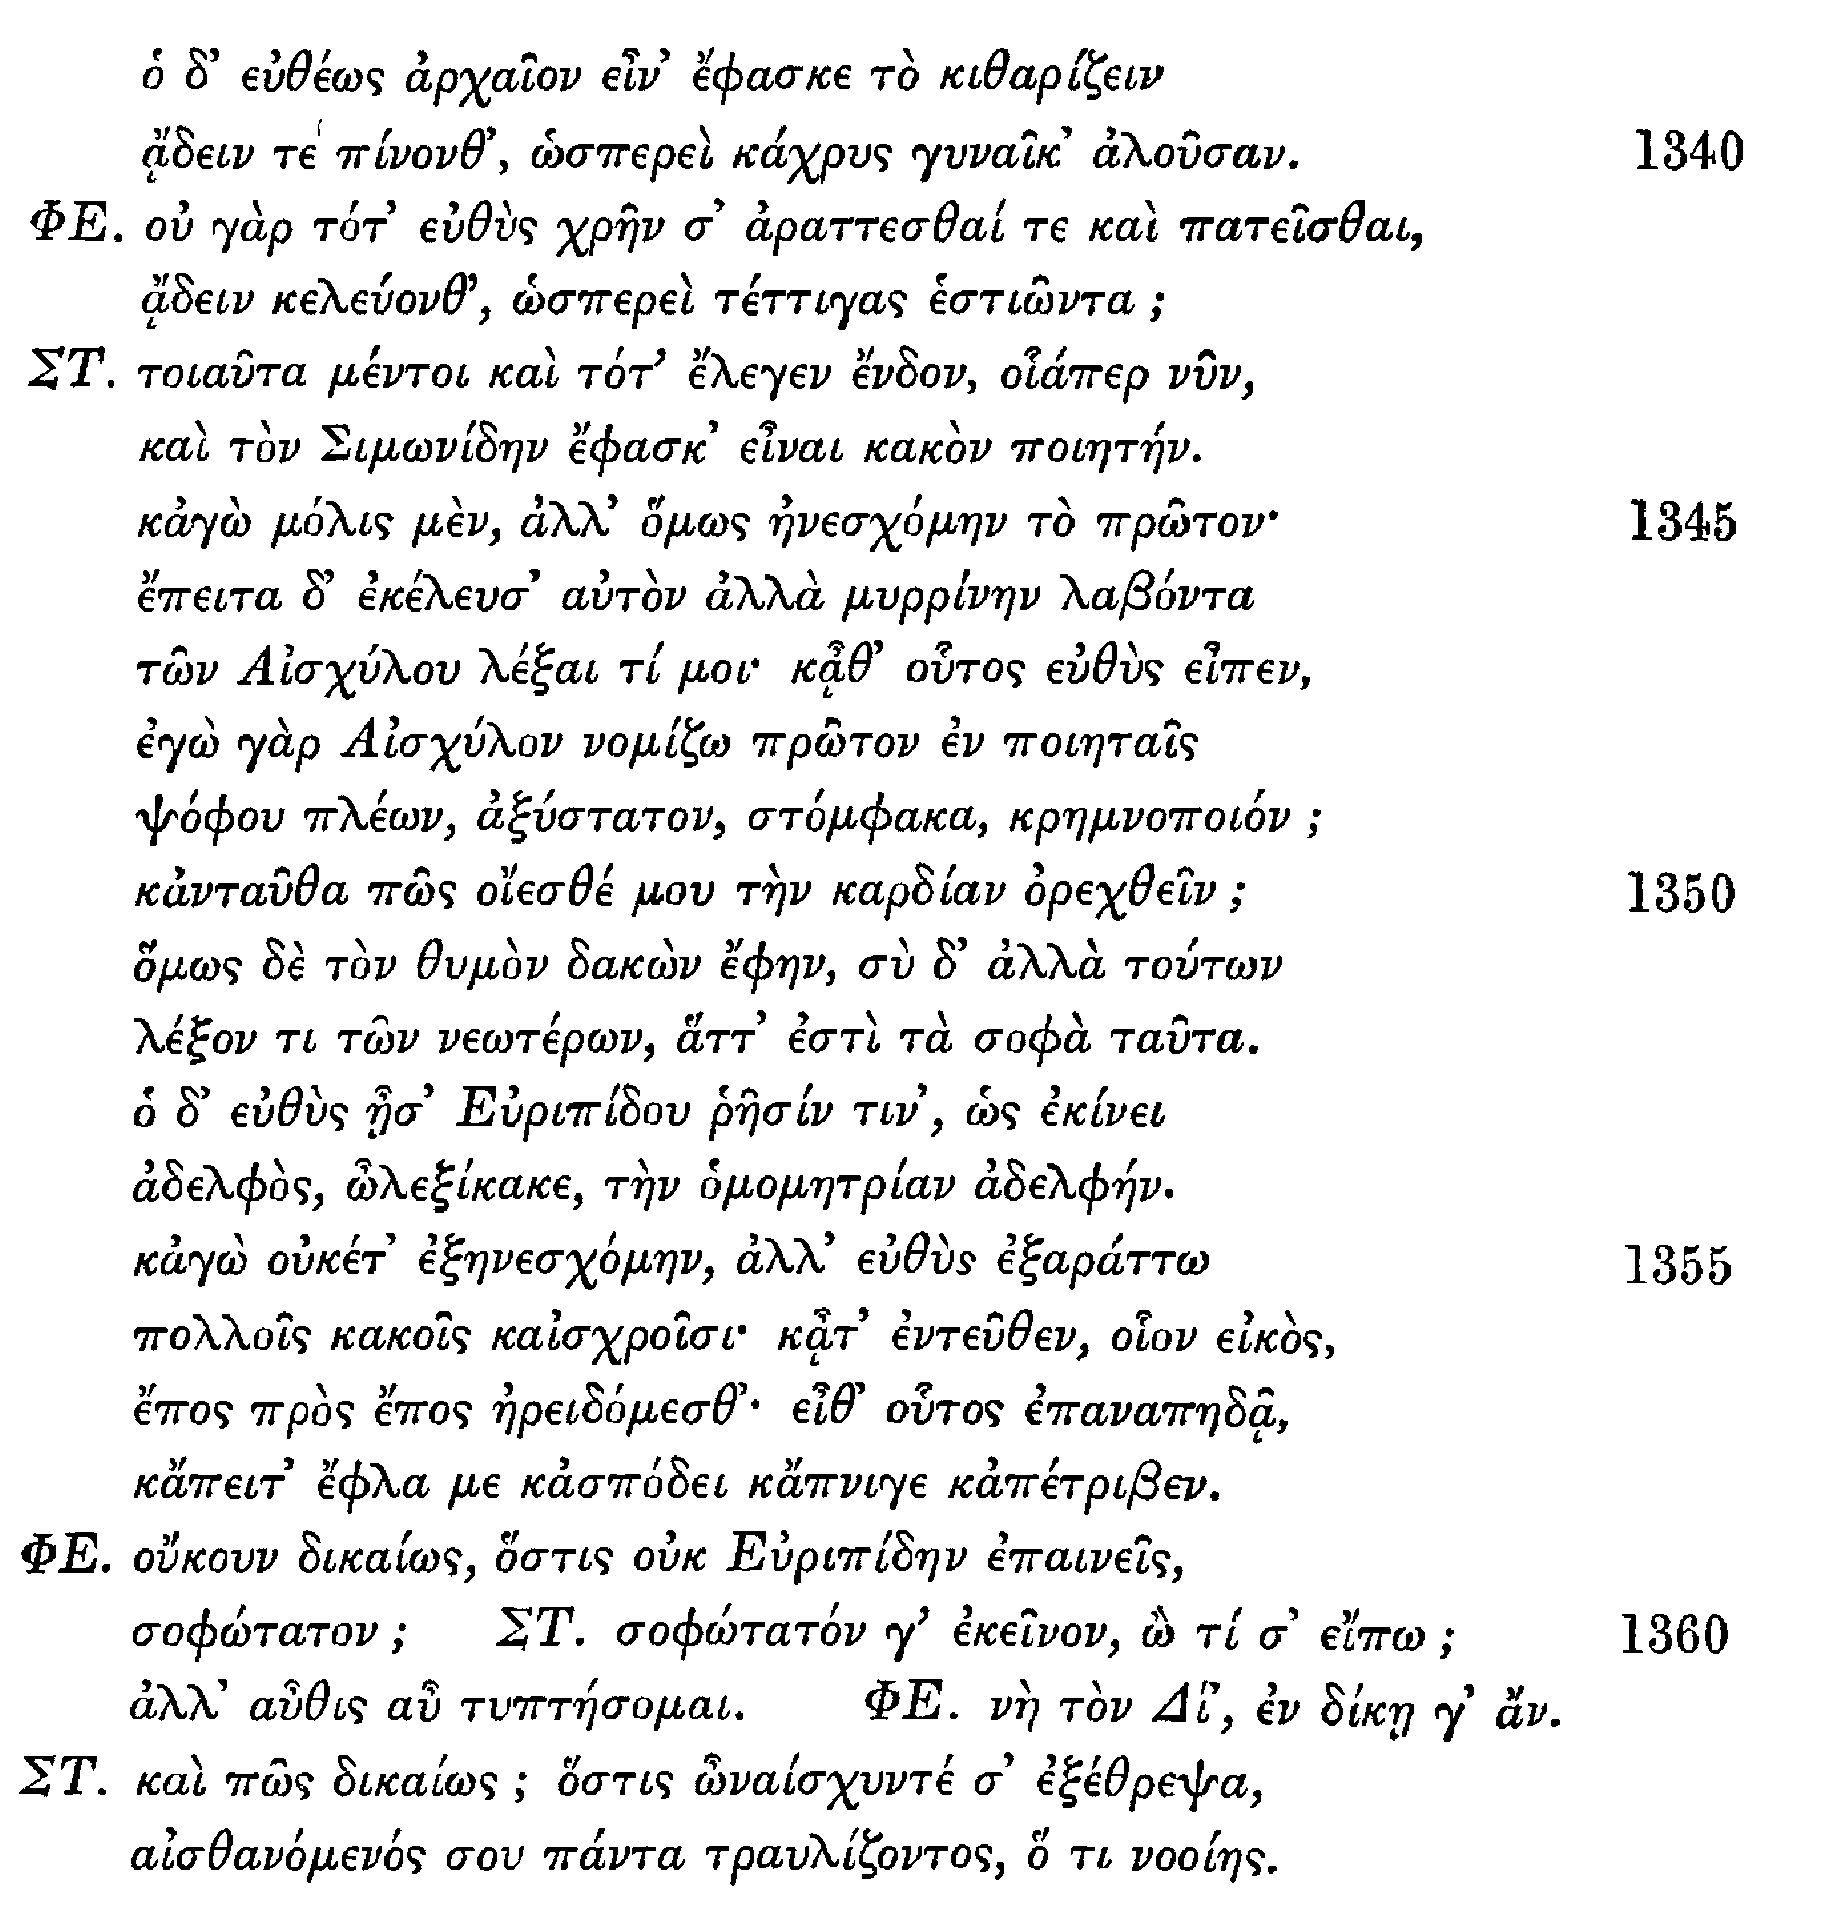 ὁ δ’ εὐθέως ἀρχαῖον εἶν’ ἔφασκε τὸ κιθαρίζειν
ᾄδειν τέ πίνονθ’, ὡσπερεὶ κάχρυς γυναῖκ’ ἀλοῦσαν. 1340
ΦΕ. οὐ γὰρ τότ’ εὐθὺς χρῆν σ’ ἀραττεσθαί τε καὶ πατεῖσθαι,
ᾄδειν κελεύονθ’, ὡσπερεὶ τέττιγας ἑστιῶντα ;
ΣΤ. τοιαῦτα μέντοι καὶ τότ’ ἔλεγεν ἔνδον, οἷάπερ νῦν,
καὶ τὸν Σιμωνίδην ἔφασκ’ εἶναι κακὸν ποιητήν.
κἀγὼ μόλις μὲν, ἀλλ’ ὅμως ἠνεσχόμην τὸ πρῶτον· 1345
ἔπειτα δ’ ἐκέλευσ’ αὐτὸν ἀλλὰ μυρρίνην λαβόντα
τῶν Αἰσχύλου λέξαι τί μοι· κᾆθ’ οὗτος εὐθὺς εἶπεν,
ἐγὼ γὰρ Αἰσχύλον νομίζω πρῶτον ἐν ποιηταῖς
ψόφου πλέων, ἀξύστατον, στόμφακα, κρημνοποιόν ;
κἀνταῦθα πῶς οἴεσθέ μου τὴν καρδίαν ὀρεχθεῖν ; 1350
ὅμως δὲ τὸν θυμὸν δακὼν ἔφην, σὺ δ’ ἀλλὰ τούτων
λέξον τι τῶν νεωτέρων, ἅττ’ ἐστὶ τὰ σοφὰ ταῦτα.
ὁ δ’ εὐθὺς ᾖσ’ Εὐριπίδου ῥῆσίν τιν’, ὡς ἐκίνει
ἀδελφὸς, ὦλεξίκακε, τὴν ὁμομητρίαν ἀδελφήν.
κἀγὼ οὐκέτ’ ἐξηνεσχόμην, ἀλλ’ εὐθὺς ἐξαράττω 1355
πολλοῖς κακοῖς καἰσχροῖσι· κᾆτ’ ἐντεῦθεν, οἷον εἰκὸς,
ἔπος πρὸς ἔπος ἠρειδόμεσθ’· εἶθ’ οὗτος ἐπαναπηδᾷ,
κἄπειτ’ ἔφλα με κἀσπόδει κἄπνιγε κἀπέτριβεν.
ΦΕ. οὔκουν δικαίως, ὅστις οὐκ Εὐριπίδην ἐπαινεῖς,
σοφώτατον ; ΣΤ. σοφώτατόν γ’ ἐκεῖνον, ὢ τί σ’ εἴπω ; 1360
ἀλλ’ αὖθις αὖ τυπτήσομαι. ΦΕ. νὴ τὸν Δί’, ἐν δίκῃ γ’ ἄν.
ΣΤ. καὶ πῶς δικαίως ; ὅστις ὦναίσχυντέ σ’ ἐξέθρεψα,
αἰσθανόμενός σου πάντα τραυλίζοντος, ὅ τι νοοίης.